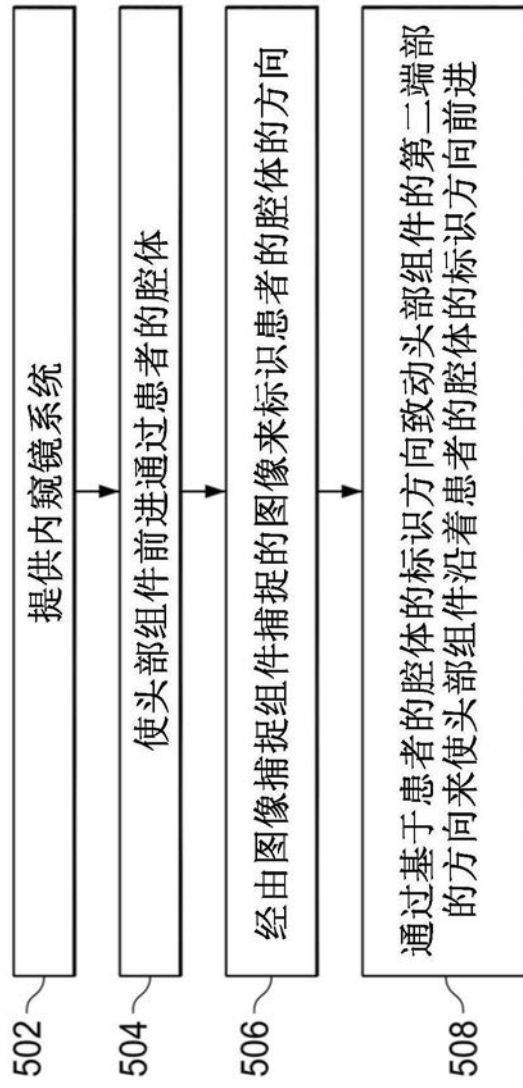 502
提供内窥镜系统
504
使头部组件前进通过患者的腔体
506
经由图像捕捉组件捕捉的图像来标识患者的腔体的方向
508
通过基于患者的腔体的标识方向致动头部组件的第二端部
的方向来使头部组件沿着患者的腔体的标识方向前进